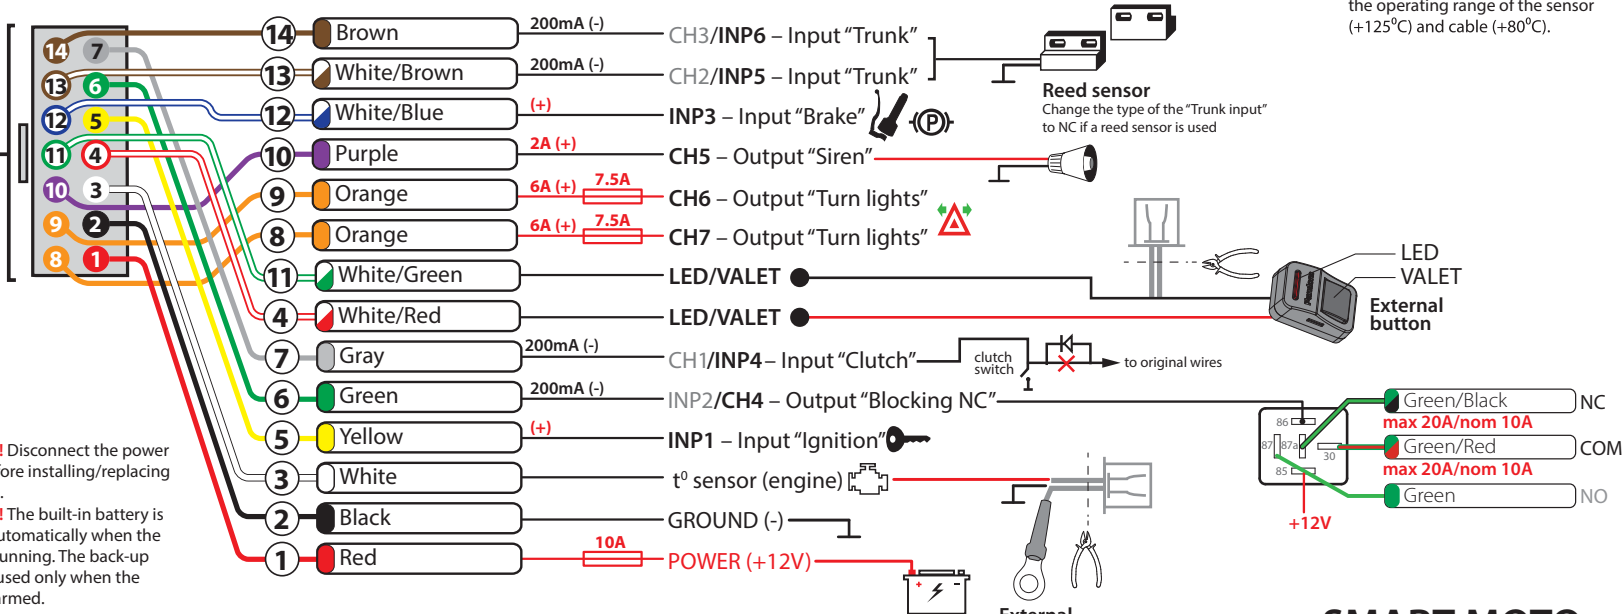 the operating range of the sensor
(+125⁰C) and cable (+80⁰C).
14 7
13 6
12 5
11 4
10 3
9 2
8 1
14 Brown 200mA (-) CH3/INP6 – Input “Trunk”
13 White/Brown 200mA (-) CH2/INP5 – Input “Trunk”
Reed sensor
Change the type of the “Trunk input”
to NC if a reed sensor is used
12 White/Blue (+) INP3 – Input “Brake” (P)
10 Purple 2A (+) CH5 – Output “Siren”
9 Orange 6A (+) 7.5A CH6 – Output “Turn lights”
8 Orange 6A (+) 7.5A CH7 – Output “Turn lights”
11 White/Green LED/VALET
4 White/Red LED/VALET
LED
VALET
External
button
7 Gray 200mA (-) CH1/INP4 – Input “Clutch”
clutch
switch
to original wires
6 Green 200mA (-) INP2/CH4 – Output “Blocking NC”
86
87 87a 30
85
+12V
Green/Black NC
max 20A/nom 10A
Green/Red COM
max 20A/nom 10A
Green NO
5 Yellow (+) INP1 – Input “Ignition”
3 White t⁰ sensor (engine)
2 Black GROUND (-)
1 Red 10A POWER (+12V)
+ -
External
! Disconnect the power
fore installing/replacing
.
! The built-in battery is
utomatically when the
unning. The back-up
used only when the
armed.
SMART MOTO